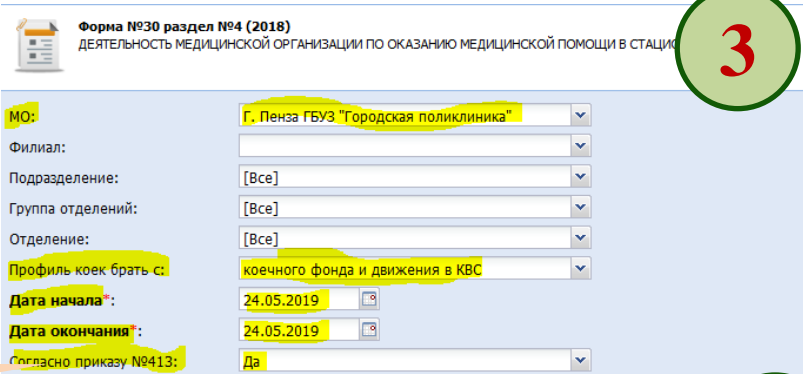 Форма №30 раздел №4 (2018)
ДЕЯТЕЛЬНОСТЬ МЕДИЦИНСКОЙ ОРГАНИЗАЦИИ ПО ОКАЗАНИЮ МЕДИЦИНСКОЙ ПОМОЩИ В СТАЦИО
3
МО: Г. Пенза ГБУЗ "Городская поликлиника"
Филиал:
Подразделение: [Все]
Группа отделений: [Все]
Отделение: [Все]
Профиль коек брать с: коечного фонда и движения в КВС
Дата начала*: 24.05.2019
Дата окончания*: 24.05.2019
Согласно приказу №413: Да